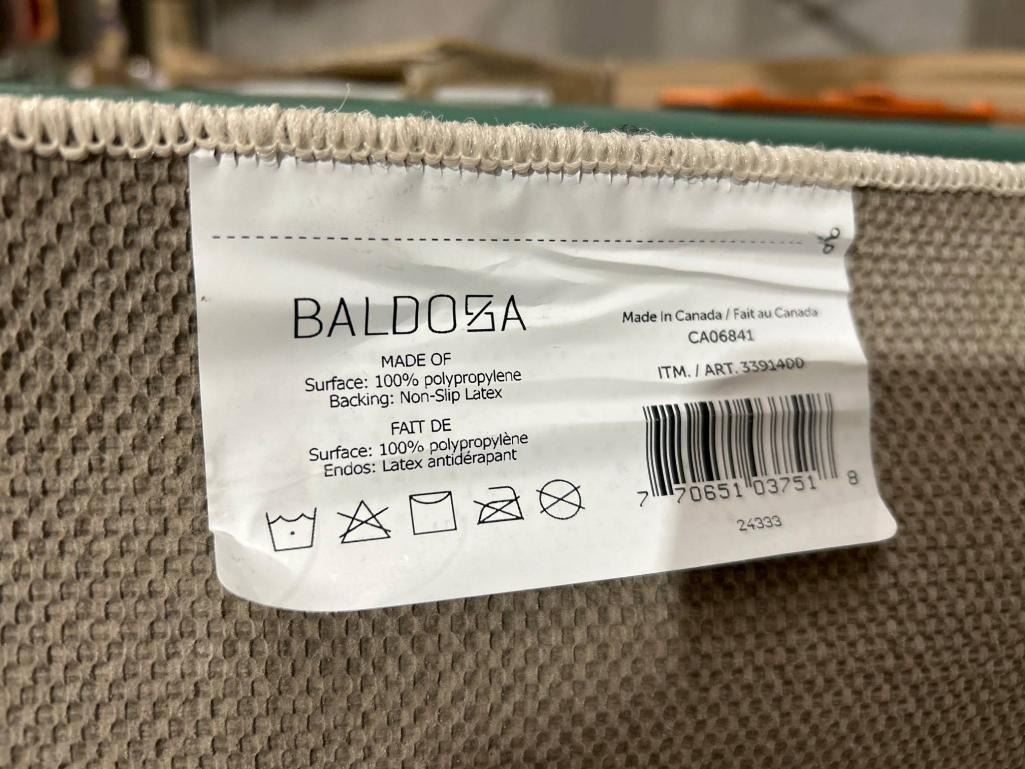 BALDOSA
MADE OF
Surface: 100% polypropylene
Backing: Non-Slip Latex
FAIT DE
Surface: 100% polypropylène
Endos: Latex antidérapant
Made in Canada / Fait au Canada
CA06841
ITM. / ART. 3391400
7 70651 03751 8
24333